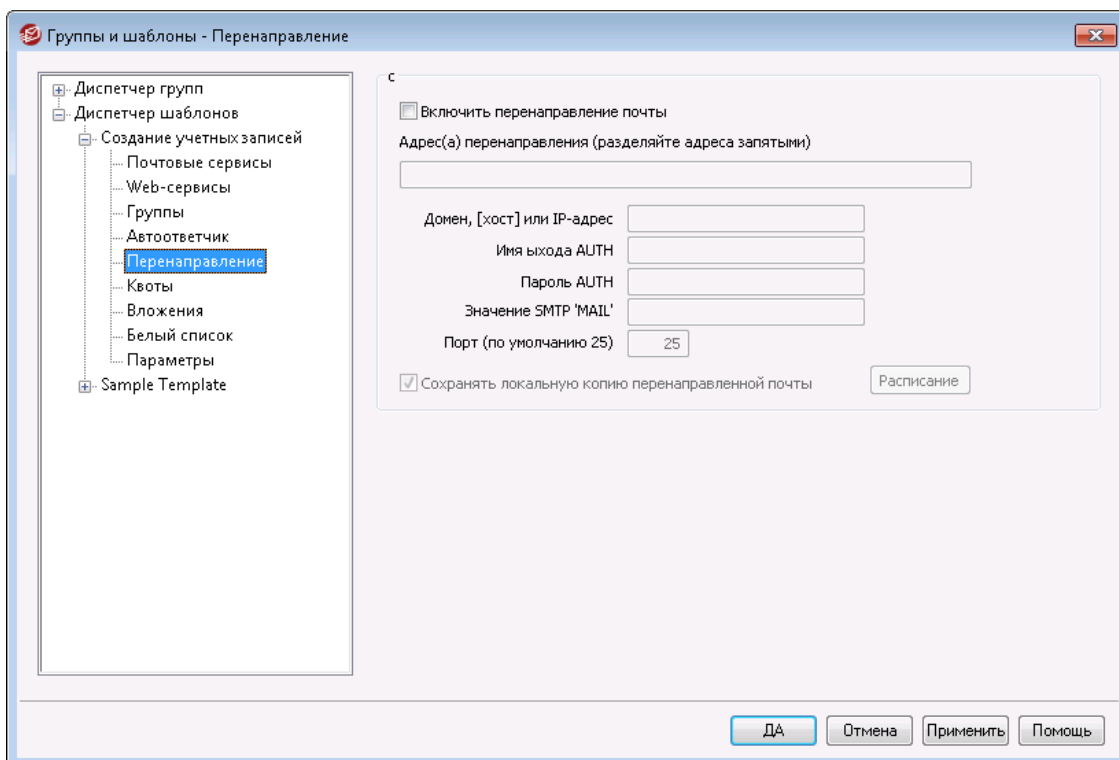 Группы и шаблоны - Перенаправление
Диспетчер групп
Диспетчер шаблонов
Создание учетных записей
Почтовые сервисы
Web-сервисы
Группы
Автоответчик
Перенаправление
Квоты
Вложения
Белый список
Параметры
Sample Template
с
Включить перенаправление почты
Адрес(а) перенаправления (разделяйте адреса запятыми)
Домен, [хост] или IP-адрес
Имя ыхода AUTH
Пароль AUTH
Значение SMTP 'MAIL'
Порт (по умолчанию 25) 25
Сохранять локальную копию перенаправленной почты Расписание
ДА Отмена Применить Помощь